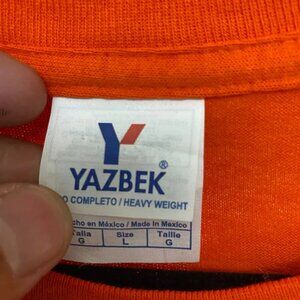 Y
YAZBEK®
O COMPLETO / HEAVY WEIGHT
cho en México / Made in Mexico
Talla Size Taille
G L G